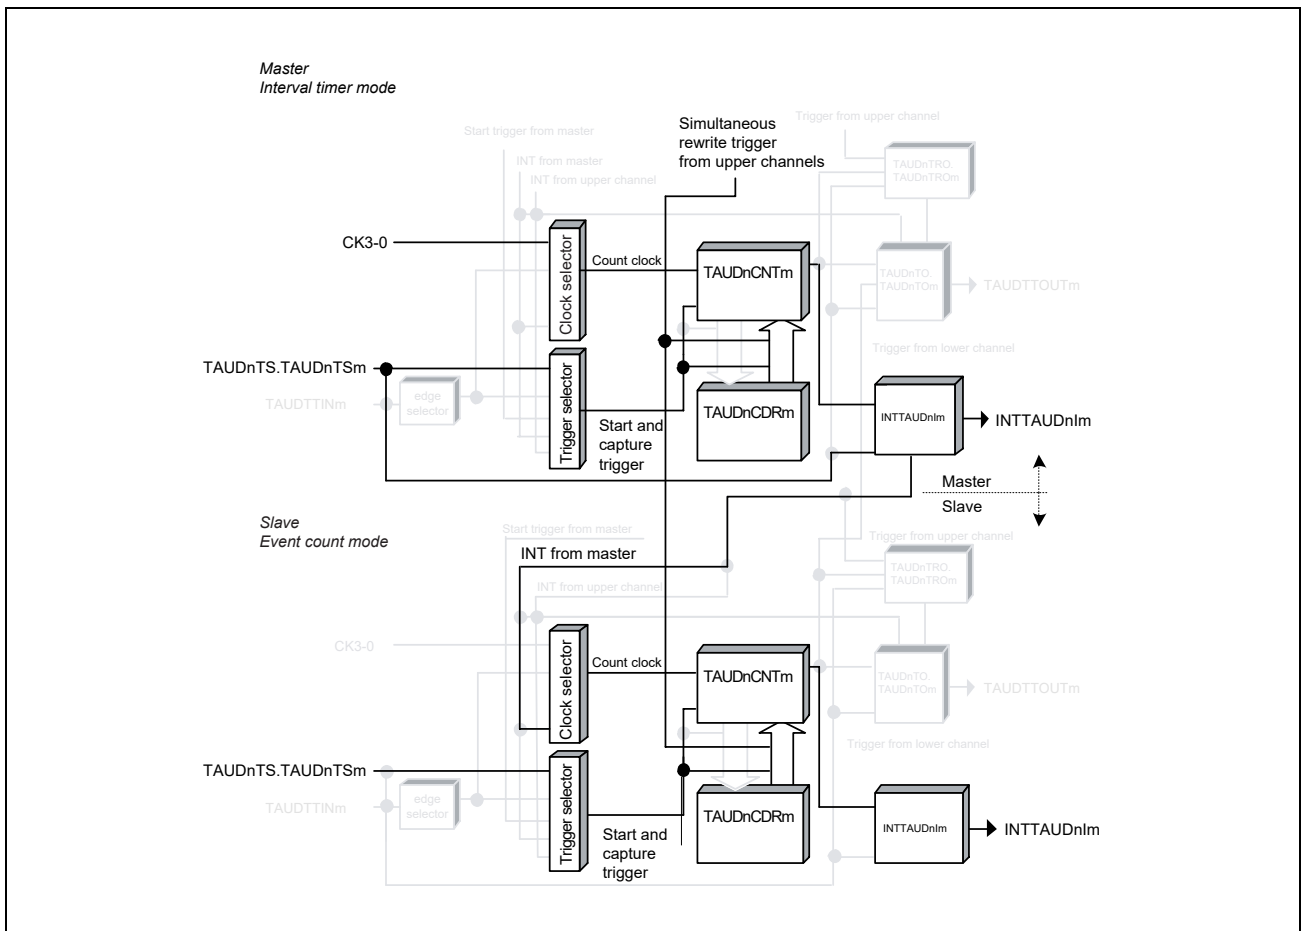 Master
Interval timer mode
Trigger from upper channel
Simultaneous
rewrite trigger
from upper channels
Start trigger from master
INT from master
INT from upper channel
TAUDnTRO.
TAUDnTROm
CK3-0
Clock selector
Count clock
TAUDnCNTm
TAUDnTO.
TAUDnTOm
TAUDTTOUTm
Trigger from lower channel
TAUDnTS.TAUDnTSm
TAUDTTINm
edge
selector
Trigger selector
Start and
capture
trigger
TAUDnCDRm
INTTAUDnIm
INTTAUDnIm
Master
Slave
Slave
Event count mode
Start trigger from master
INT from master
INT from upper channel
Trigger from upper channel
TAUDnTRO.
TAUDnTROm
CK3-0
Clock selector
Count clock
TAUDnCNTm
TAUDnTO.
TAUDnTOm
TAUDTTOUTm
Trigger from lower channel
TAUDnTS.TAUDnTSm
TAUDTTINm
edge
selector
Trigger selector
Start and
capture
trigger
TAUDnCDRm
INTTAUDnIm
INTTAUDnIm